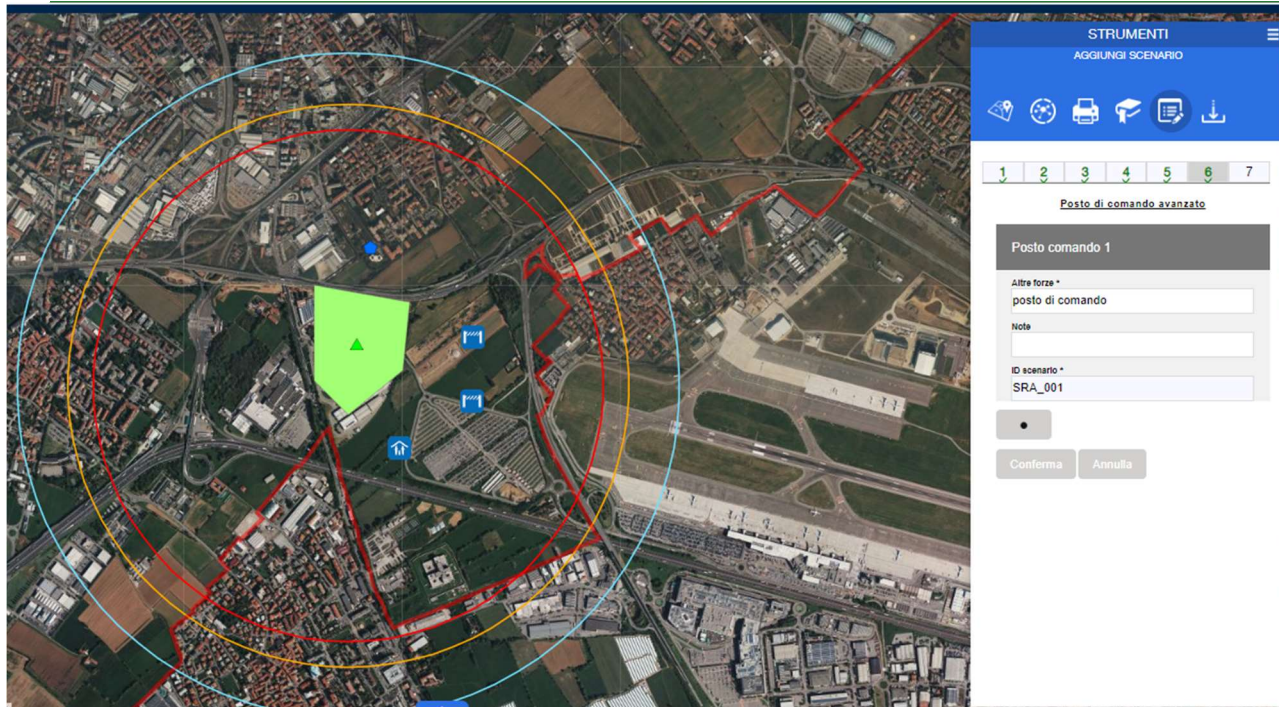 STRUMENTI
AGGIUNGI SCENARIO
1 2 3 4 5 6 7
Posto di comando avanzato
Posto comando 1
Altre forze *
posto di comando
Note
ID scenario *
SRA_001
Conferma Annulla